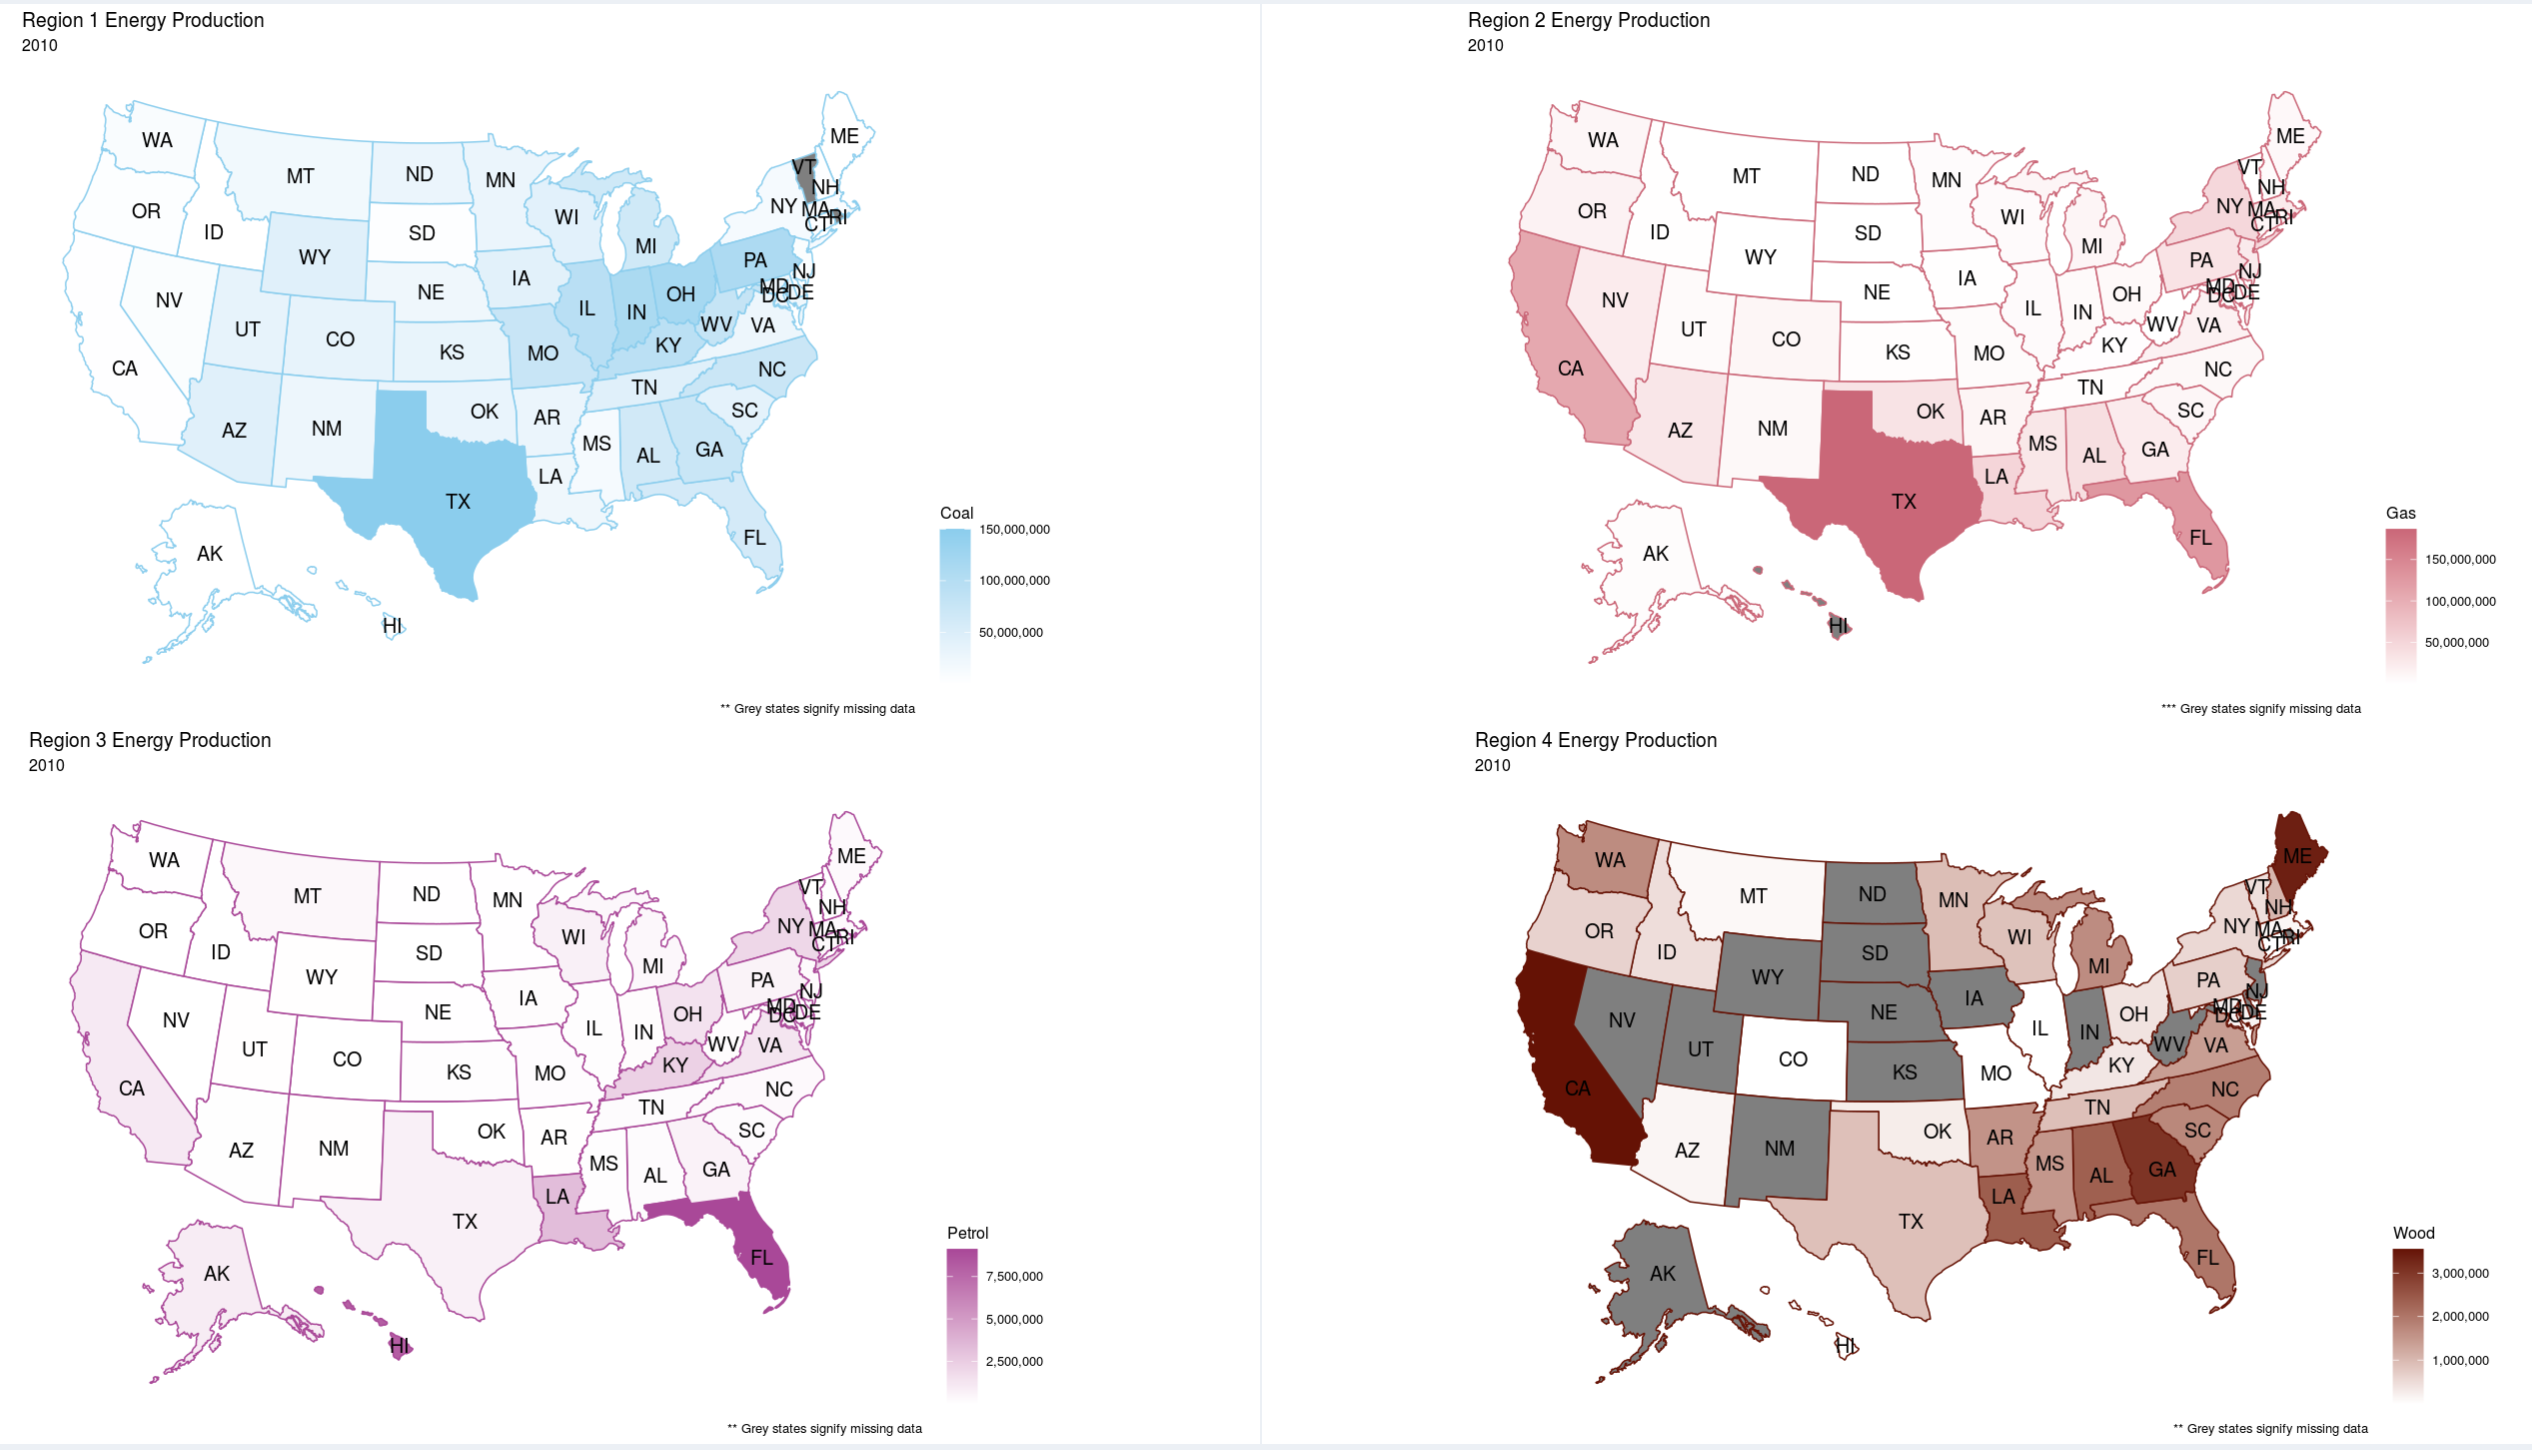 Region 1 Energy Production
2010
ME
WA
VT
ND
MT
MN
NH
NY
MA
OR
WI
RI
CT
ID
SD
MI
WY
PA
NJ
IA
MD
NE
DC
DE
NV
OH
IL
IN
WV
VA
UT
CO
KY
KS
MO
CA
NC
TN
OK
SC
AR
NM
AZ
MS
GA
AL
LA
TX
FL
AK
HI
Coal
150,000,000
100,000,000
50,000,000
** Grey states signify missing data
Region 2 Energy Production
2010
ME
WA
VT
ND
MT
MN
NH
NY
MA
OR
WI
RI
CT
ID
SD
MI
WY
PA
NJ
IA
MD
NE
DC
DE
NV
OH
IL
IN
WV
VA
UT
CO
KY
KS
MO
CA
NC
TN
OK
SC
AR
NM
AZ
MS
GA
AL
LA
TX
FL
AK
HI
Gas
150,000,000
100,000,000
50,000,000
*** Grey states signify missing data
Region 3 Energy Production
2010
ME
WA
VT
ND
MT
MN
NH
NY
MA
OR
WI
RI
CT
ID
SD
MI
WY
PA
NJ
IA
MD
NE
DC
DE
NV
OH
IL
IN
WV
VA
UT
CO
KY
KS
MO
CA
NC
TN
OK
SC
AR
NM
AZ
MS
GA
AL
LA
TX
FL
AK
HI
Petrol
7,500,000
5,000,000
2,500,000
** Grey states signify missing data
Region 4 Energy Production
2010
ME
WA
VT
ND
MT
MN
NH
NY
MA
OR
WI
RI
CT
ID
SD
MI
WY
PA
NJ
IA
MD
NE
DC
DE
NV
OH
IL
IN
WV
VA
UT
CO
KY
KS
MO
CA
NC
TN
OK
SC
AR
NM
AZ
MS
GA
AL
LA
TX
FL
AK
HI
Wood
3,000,000
2,000,000
1,000,000
** Grey states signify missing data